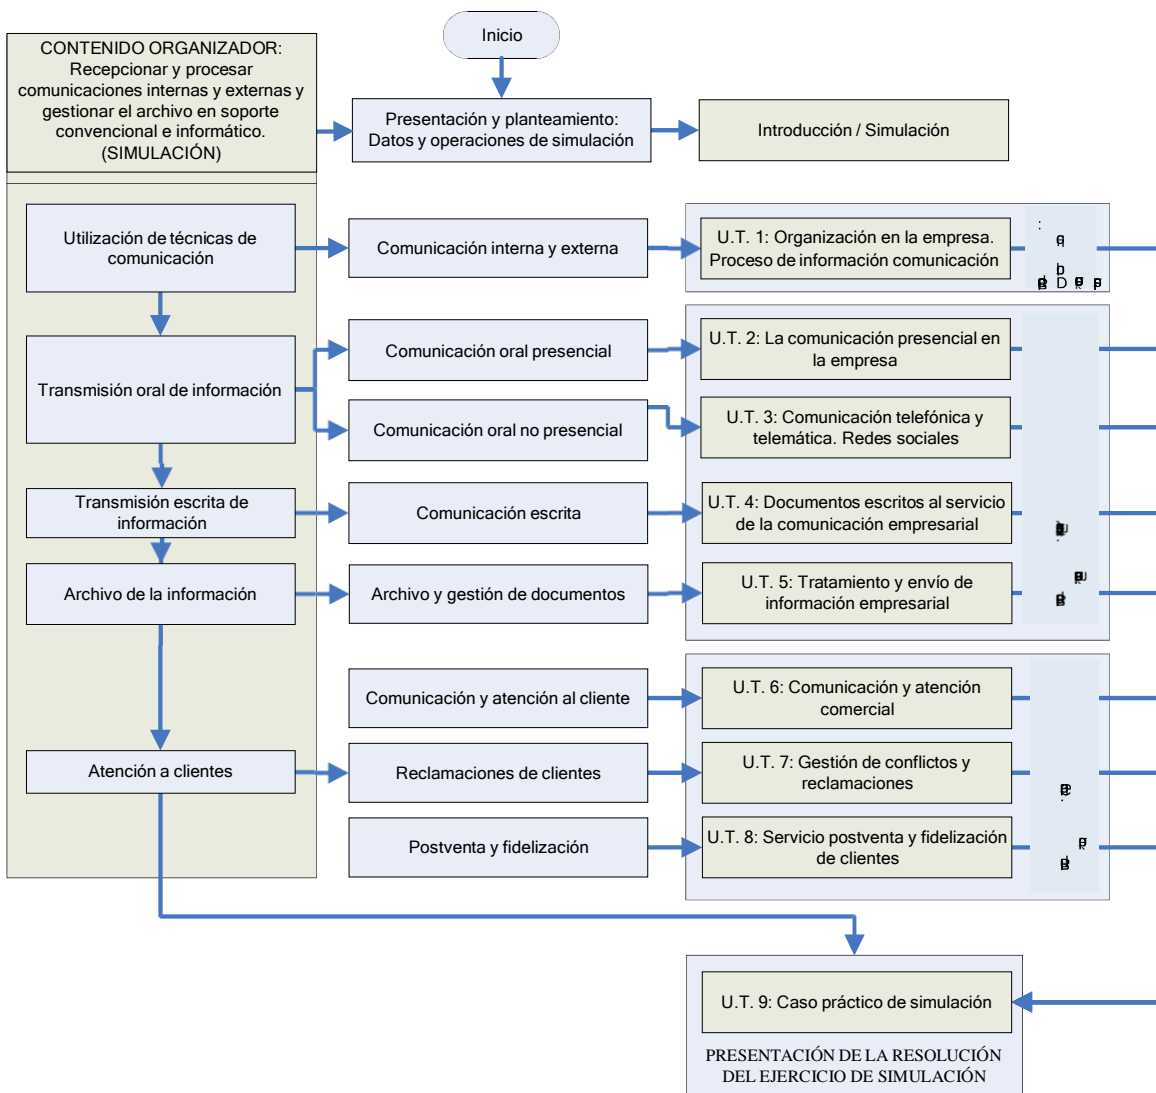 Inicio
CONTENIDO ORGANIZADOR:
Recepcionar y procesar
comunicaciones internas y externas y
gestionar el archivo en soporte
convencional e informático.
(SIMULACIÓN)
Presentación y planteamiento:
Datos y operaciones de simulación
Introducción / Simulación
Utilización de técnicas de
comunicación
Comunicación interna y externa
U.T. 1: Organización en la empresa.
Proceso de información comunicación
Transmisión oral de información
Comunicación oral presencial
U.T. 2: La comunicación presencial en
la empresa
Comunicación oral no presencial
U.T. 3: Comunicación telefónica y
telemática. Redes sociales
Transmisión escrita de
información
Comunicación escrita
U.T. 4: Documentos escritos al servicio
de la comunicación empresarial
Archivo de la información
Archivo y gestión de documentos
U.T. 5: Tratamiento y envío de
información empresarial
Comunicación y atención al cliente
U.T. 6: Comunicación y atención
comercial
Atención a clientes
Reclamaciones de clientes
U.T. 7: Gestión de conflictos y
reclamaciones
Postventa y fidelización
U.T. 8: Servicio postventa y fidelización
de clientes
U.T. 9: Caso práctico de simulación
PRESENTACIÓN DE LA RESOLUCIÓN
DEL EJERCICIO DE SIMULACIÓN